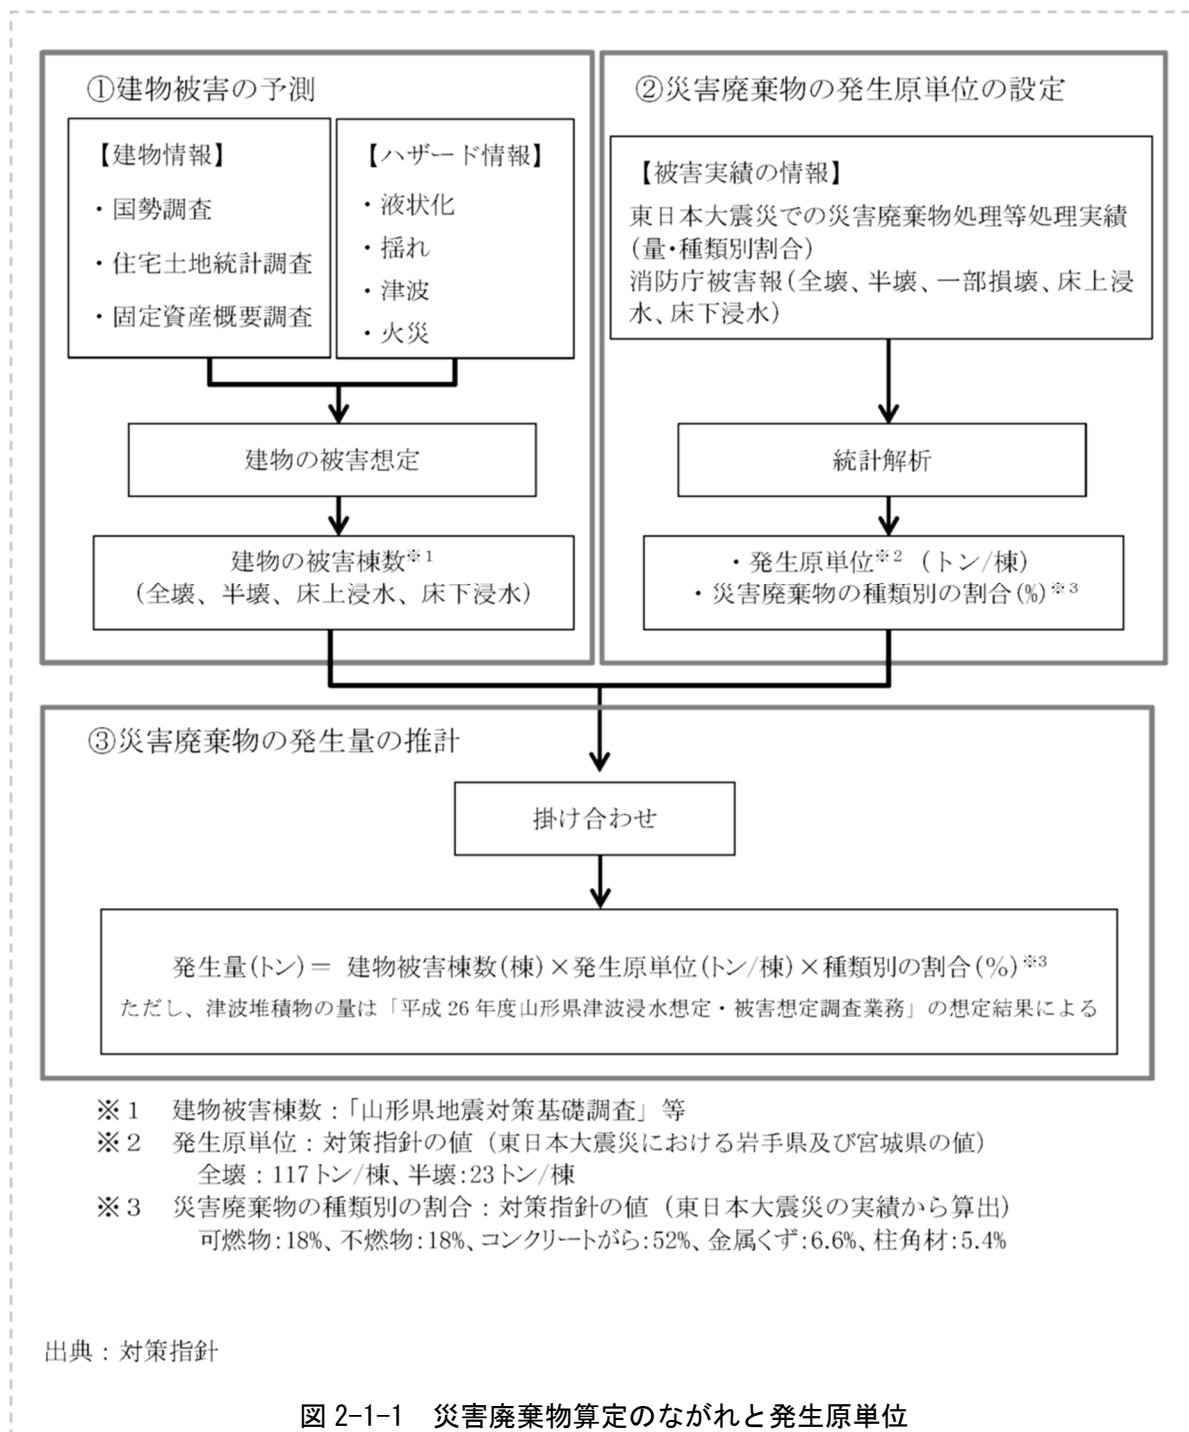 ①建物被害の予測
【建物情報】
・国勢調査
・住宅土地統計調査
・固定資産概要調査
【ハザード情報】
・液状化
・揺れ
・津波
・火災
建物の被害想定
建物の被害棟数※1
(全壊、半壊、床上浸水、床下浸水)
②災害廃棄物の発生原単位の設定
【被害実績の情報】
東日本大震災での災害廃棄物処理等処理実績
(量・種類別割合)
消防庁被害報(全壊、半壊、一部損壊、床上浸
水、床下浸水)
統計解析
・発生原単位※2 (トン/棟)
・災害廃棄物の種類別の割合(%)※3
③災害廃棄物の発生量の推計
掛け合わせ
発生量(トン)＝ 建物被害棟数(棟)×発生原単位(トン/棟)×種類別の割合(%)※3
ただし、津波堆積物の量は「平成 26 年度山形県津波浸水想定・被害想定調査業務」の想定結果による
※1 建物被害棟数：「山形県地震対策基礎調査」等
※2 発生原単位：対策指針の値（東日本大震災における岩手県及び宮城県の値）
全壊：117トン/棟、半壊:23トン/棟
※3 災害廃棄物の種類別の割合：対策指針の値（東日本大震災の実績から算出）
可燃物:18%、不燃物:18%、コンクリートがら:52%、金属くず:6.6%、柱角材:5.4%
出典：対策指針
図 2-1-1 災害廃棄物算定のながれと発生原単位